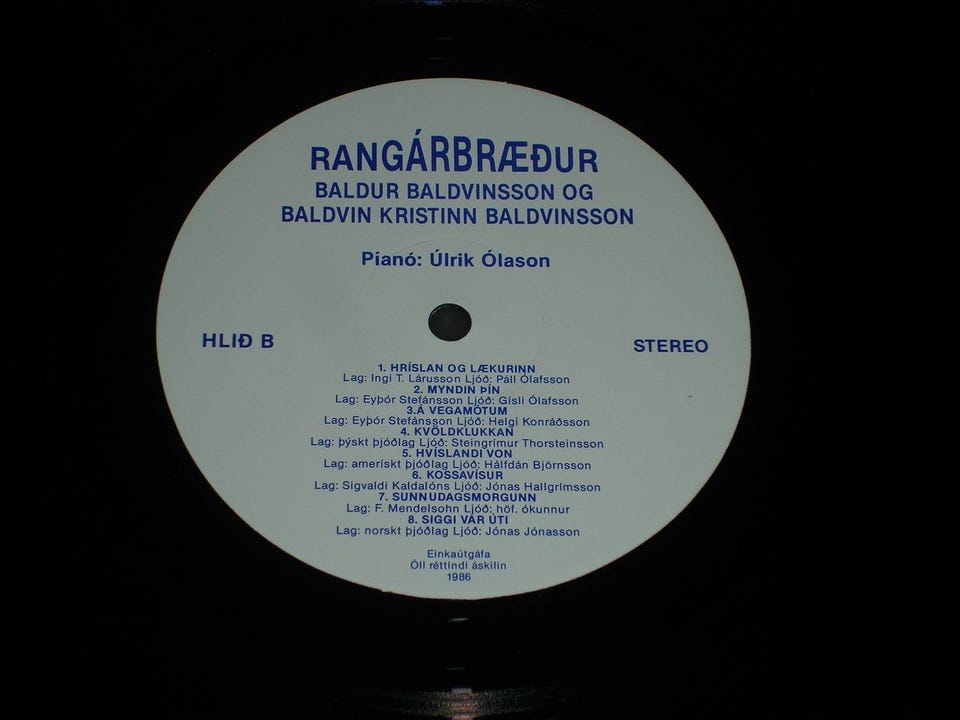 RANGÁRBRÆÐUR
BALDUR BALDVINSSON OG
BALDVIN KRISTINN BALDVINSSON
Píanó: Úlrik Ólason
HLIÐ B
STEREO
1. HRÍSLAN OG LÆKURINN
Lag: Ingi T. Lárusson Ljóð: Páll Ólafsson
2. MYNDIN ÞÍN
Lag: Eyþór Stefánsson Ljóð: Gísli Ólafsson
3.Á VEGAMÓTUM
Lag: Eyþór Stefánsson Ljóð: Helgi Konráðsson
4. KVÖLDKLUKKAN
Lag: þýskt þjóðlag Ljóð: Steingrímur Thorsteinsson
5. HVÍSLANDI VON
Lag: amerískt þjóðlag Ljóð: Hálfdán Björnsson
6. KOSSAVÍSUR
Lag: Sigvaldi Kaldalóns Ljóð: Jónas Hallgrímsson
7. SUNNUDAGSMORGUNN
Lag: F. Mendelsohn Ljóð: höf. ókunnur
8. SIGGI VAR ÚTI
Lag: norskt þjóðlag Ljóð: Jónas Jónasson
Einkaútgáfa
Öll réttindi áskilin
1986